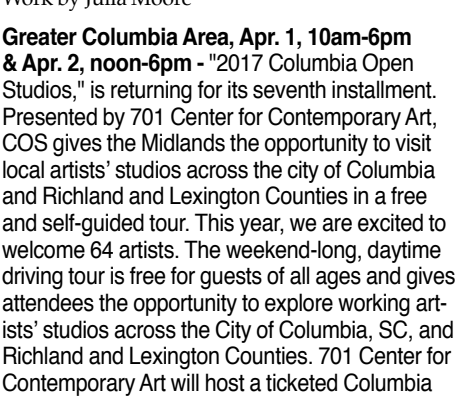 Work by Julia Moore
Greater Columbia Area, Apr. 1, 10am-6pm
& Apr. 2, noon-6pm - "2017 Columbia Open
Studios," is returning for its seventh installment.
Presented by 701 Center for Contemporary Art,
COS gives the Midlands the opportunity to visit
local artists' studios across the city of Columbia
and Richland and Lexington Counties in a free
and self-guided tour. This year, we are excited to
welcome 64 artists. The weekend-long, daytime
driving tour is free for guests of all ages and gives
attendees the opportunity to explore working art-
ists' studios across the City of Columbia, SC, and
Richland and Lexington Counties. 701 Center for
Contemporary Art will host a ticketed Columbia